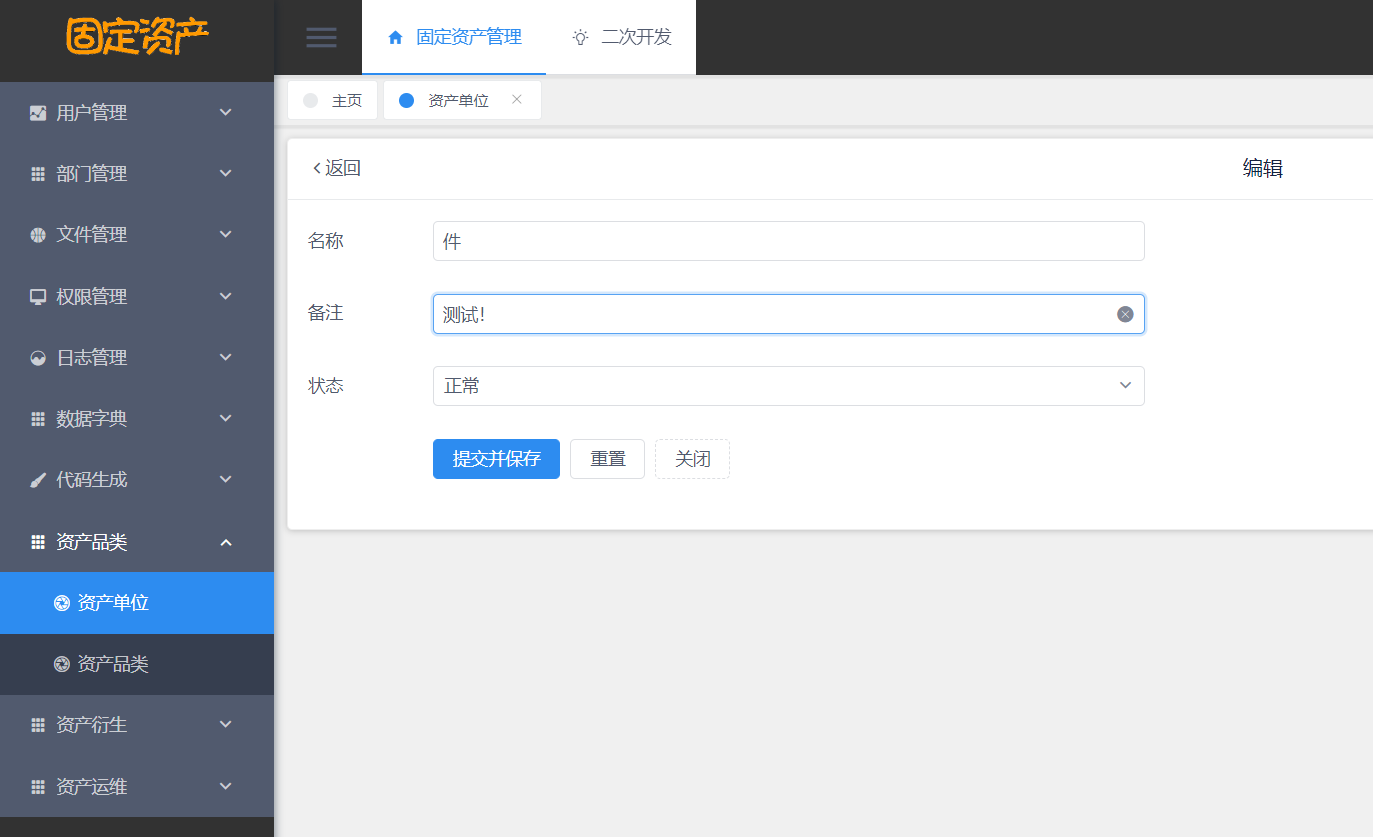 固定资产
固定资产管理
二次开发
主页
资产单位
用户管理
部门管理
文件管理
权限管理
日志管理
数据字典
代码生成
资产品类
资产单位
资产品类
资产衍生
资产运维
返回
编辑
名称
件
备注
测试!
状态
正常
提交并保存
重置
关闭